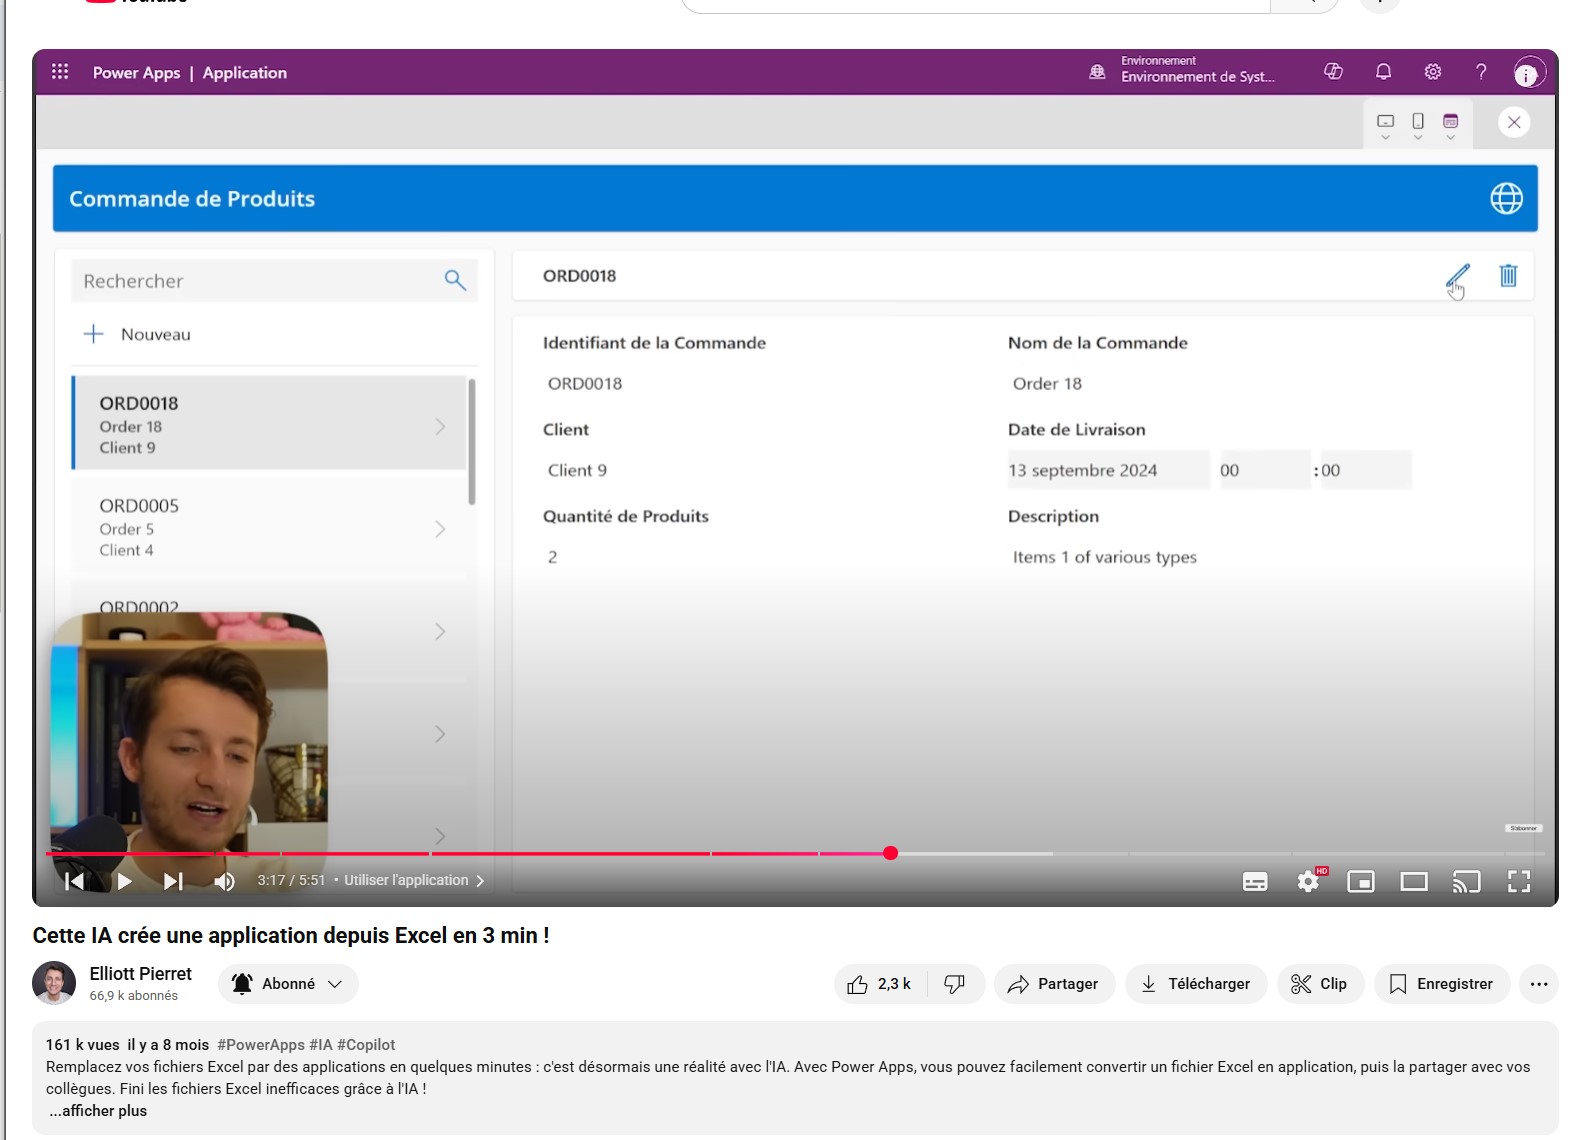 Power Apps | Application
Environnement
Environnement de Syst...
?
Commande de Produits
Rechercher
Nouveau
ORD0018
Order 18
Client 9
ORD0005
Order 5
Client 4
ORD0002
ORD0018
Identifiant de la Commande
ORD0018
Nom de la Commande
Order 18
Client
Client 9
Date de Livraison
13 septembre 2024 00 :00
Quantité de Produits
2
Description
Items 1 of various types
S'abonner
3:17 / 5:51 • Utiliser l'application
HD
Cette IA crée une application depuis Excel en 3 min !
Elliott Pierret
66,9 k abonnés
Abonné
2,3 k
Partager
Télécharger
Clip
Enregistrer
161 k vues il y a 8 mois #PowerApps #IA #Copilot
Remplacez vos fichiers Excel par des applications en quelques minutes : c'est désormais une réalité avec l'IA. Avec Power Apps, vous pouvez facilement convertir un fichier Excel en application, puis la partager avec vos
collègues. Fini les fichiers Excel inefficaces grâce à l'IA !
...afficher plus